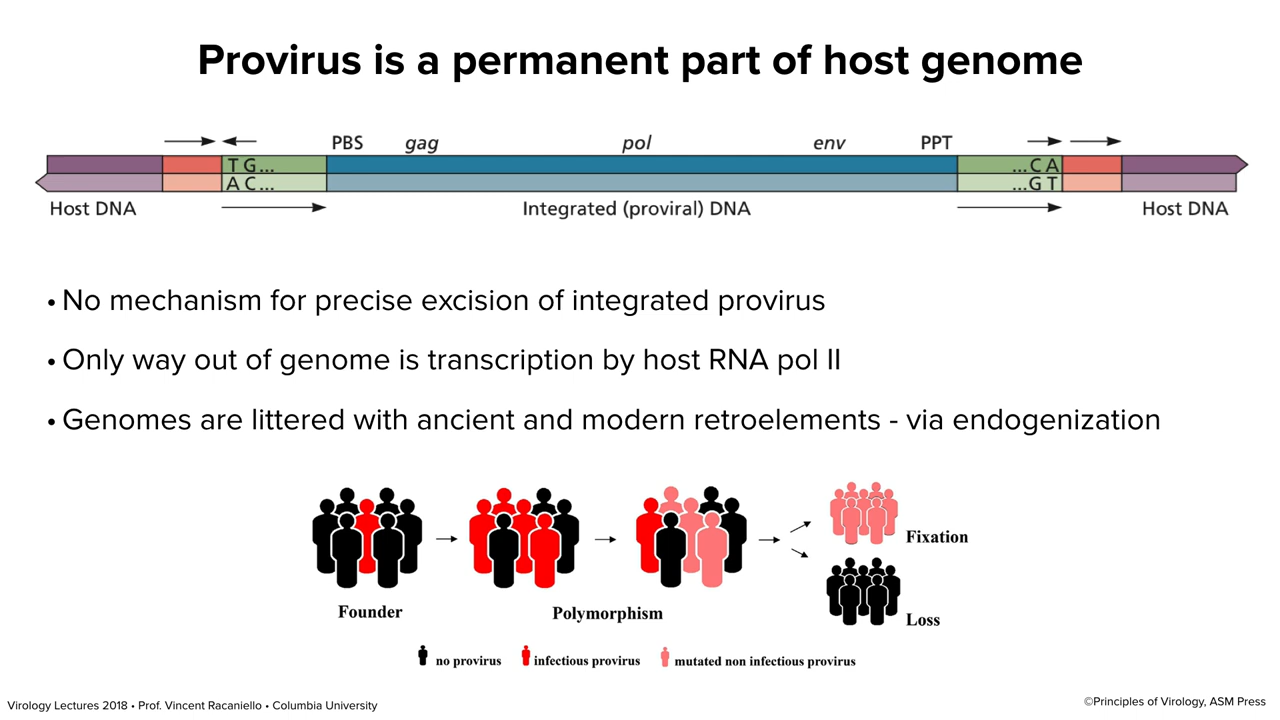 Provirus is a permanent part of host genome
PBS gag pol env PPT
T G... ...C A
A C... ...G T
Host DNA Integrated (proviral) DNA Host DNA
• No mechanism for precise excision of integrated provirus
• Only way out of genome is transcription by host RNA pol II
• Genomes are littered with ancient and modern retroelements - via endogenization
Fixation
Founder Polymorphism Loss
no provirus infectious provirus mutated non infectious provirus
Virology Lectures 2018 • Prof. Vincent Racaniello • Columbia University
©Principles of Virology, ASM Press